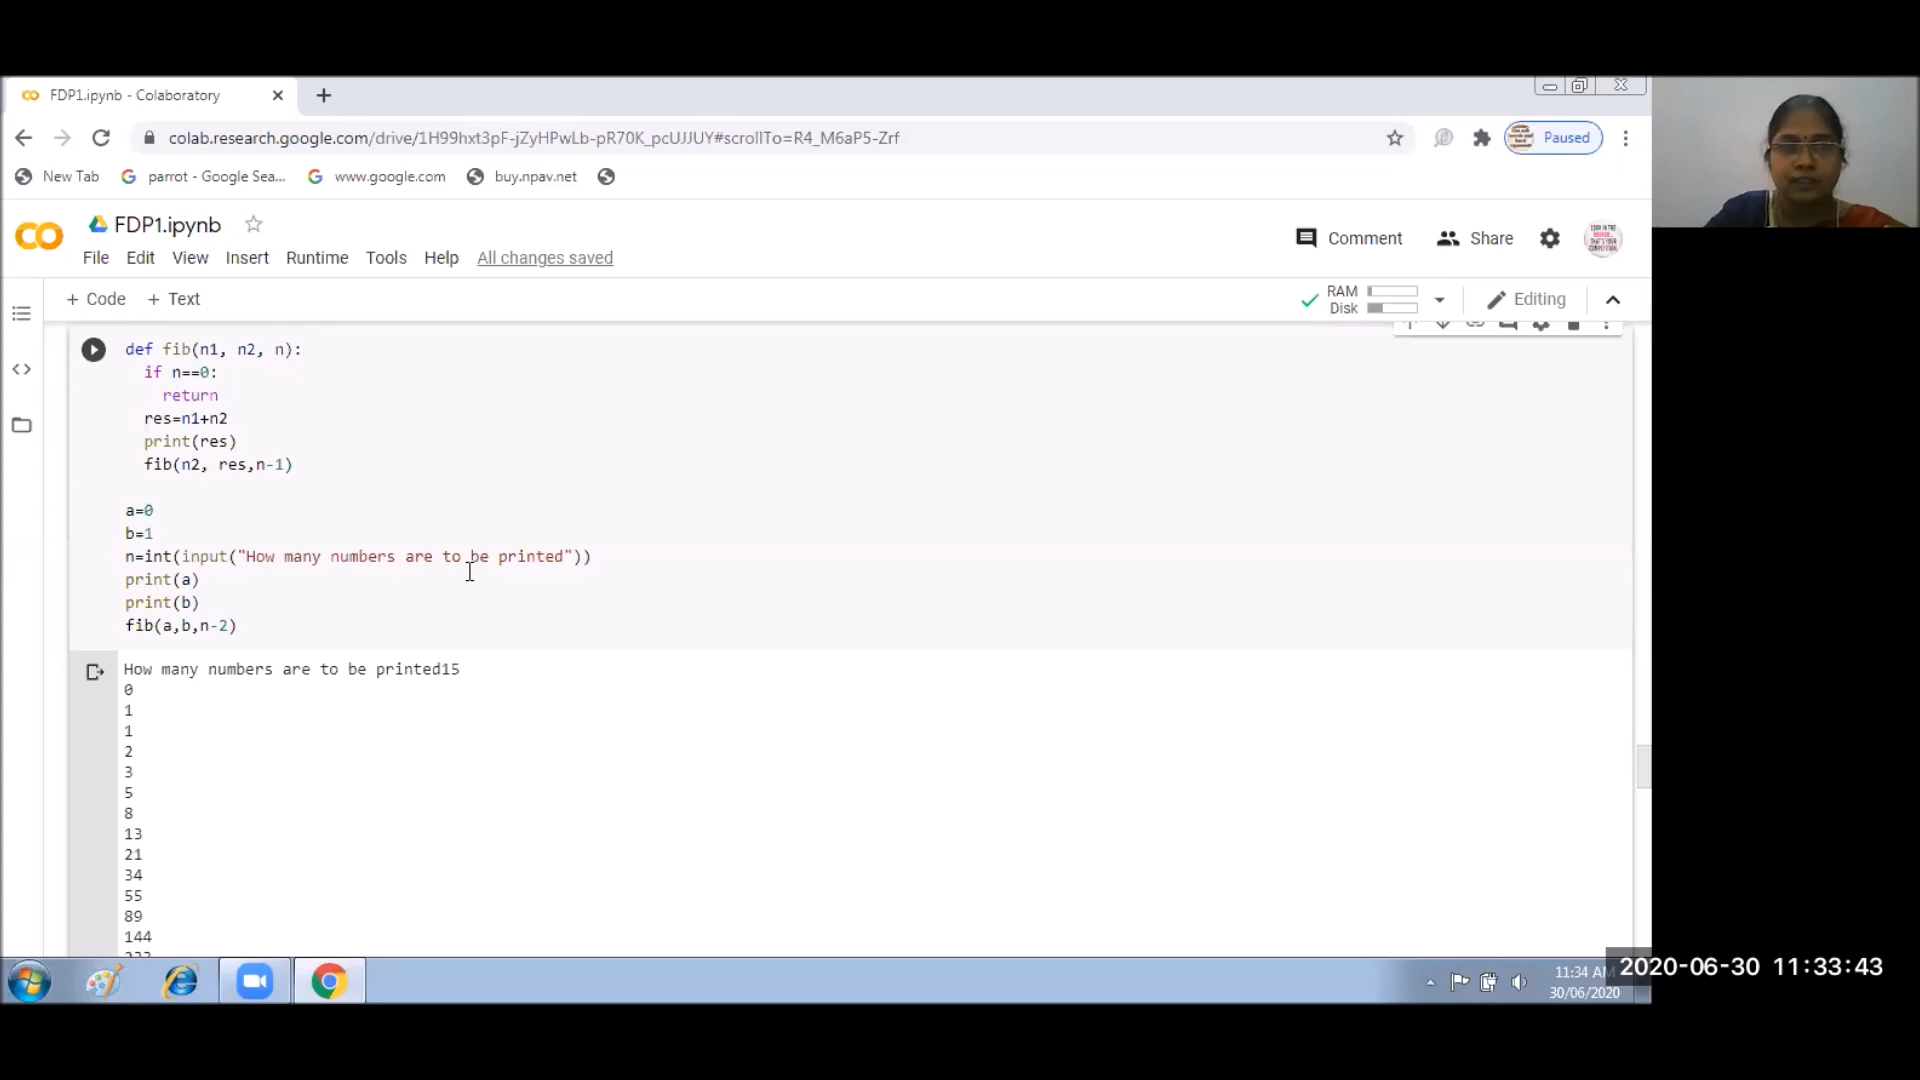 FDP1.ipynb - Colaboratory
colab.research.google.com/drive/1H99hxt3pF-jZyHPwLb-pR70K_pcUJJUY#scrollTo=R4_M6aP5-Zrf
Paused
New Tab
parrot - Google Sea...
www.google.com
buy.npav.net
FDP1.ipynb
Comment
Share
File Edit View Insert Runtime Tools Help All changes saved
+ Code + Text
RAM
Disk
Editing
def fib(n1, n2, n):
if n==0:
return
res=n1+n2
print(res)
fib(n2, res,n-1)
a=0
b=1
n=int(input("How many numbers are to be printed"))
print(a)
print(b)
fib(a,b,n-2)
How many numbers are to be printed15
0
1
1
2
3
5
8
13
21
34
55
89
144
11:34 AM
30/06/2020
2020-06-30 11:33:43